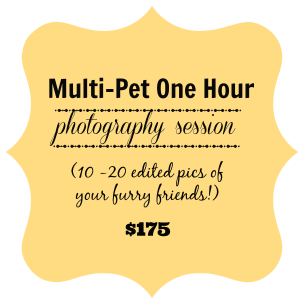 Multi-Pet One Hour
photography session
(10 -20 edited pics of
your furry friends!)
$175